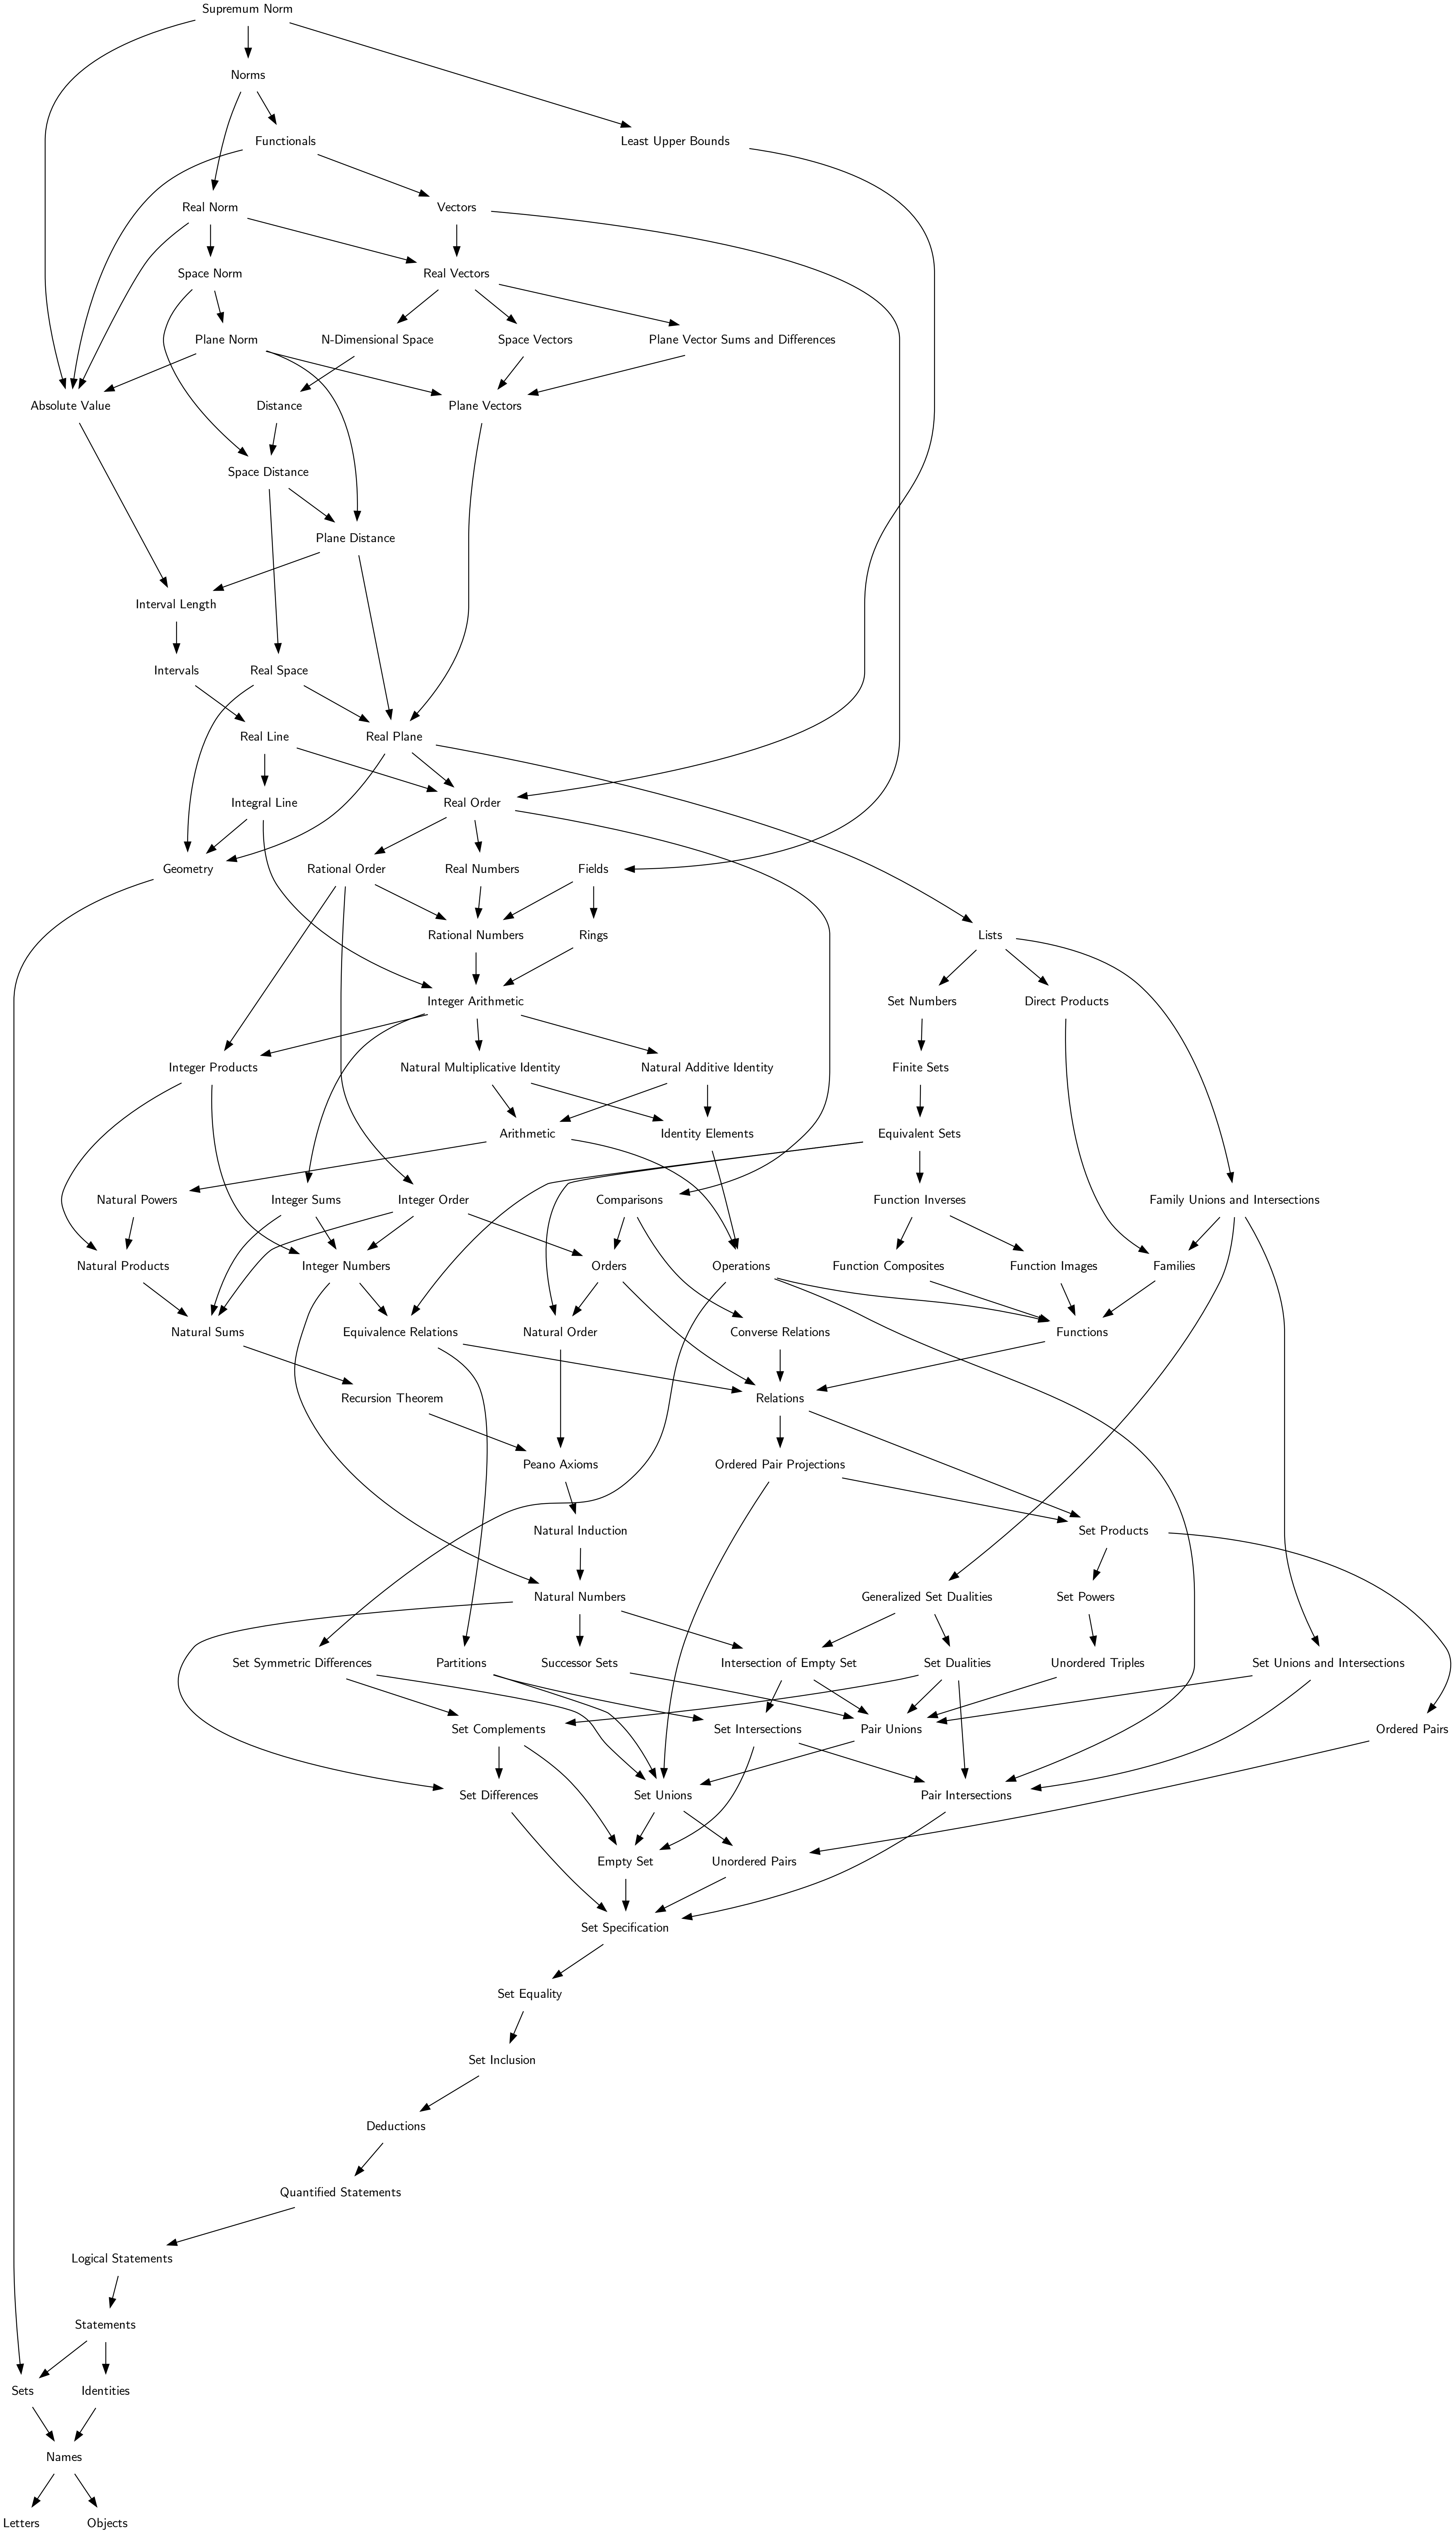 Supremum Norm
Norms
Functionals
Least Upper Bounds
Real Norm
Vectors
Space Norm
Real Vectors
Plane Norm
N-Dimensional Space
Space Vectors
Plane Vector Sums and Differences
Absolute Value
Distance
Plane Vectors
Space Distance
Plane Distance
Interval Length
Intervals
Real Space
Real Line
Real Plane
Integral Line
Real Order
Geometry
Rational Order
Real Numbers
Fields
Rational Numbers
Rings
Lists
Integer Arithmetic
Set Numbers
Direct Products
Integer Products
Natural Multiplicative Identity
Natural Additive Identity
Finite Sets
Arithmetic
Identity Elements
Equivalent Sets
Natural Powers
Integer Sums
Integer Order
Comparisons
Function Inverses
Family Unions and Intersections
Natural Products
Integer Numbers
Orders
Operations
Function Composites
Function Images
Families
Natural Sums
Equivalence Relations
Natural Order
Converse Relations
Functions
Recursion Theorem
Relations
Peano Axioms
Ordered Pair Projections
Natural Induction
Set Products
Natural Numbers
Generalized Set Dualities
Set Powers
Set Symmetric Differences
Partitions
Successor Sets
Intersection of Empty Set
Set Dualities
Unordered Triples
Set Unions and Intersections
Set Complements
Set Intersections
Pair Unions
Ordered Pairs
Set Differences
Set Unions
Pair Intersections
Empty Set
Unordered Pairs
Set Specification
Set Equality
Set Inclusion
Deductions
Quantified Statements
Logical Statements
Statements
Sets
Identities
Names
Letters
Objects